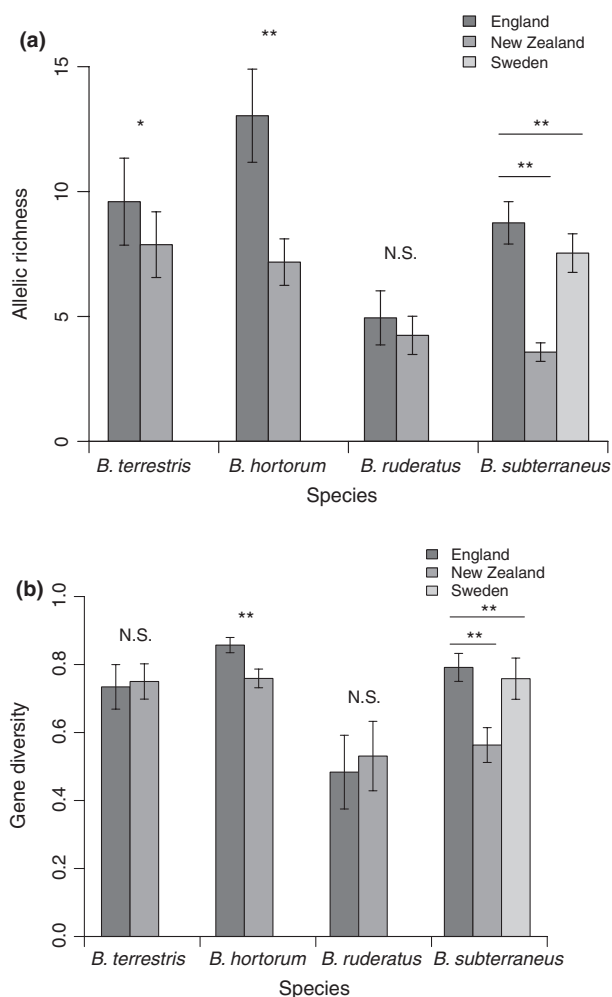 (a)
England
New Zealand
Sweden
**
*
**
**
N.S.
15
10
5
0
Allelic richness
B. terrestris B. hortorum B. ruderatus B. subterraneus
Species
(b)
England
New Zealand
Sweden
N.S.
**
**
**
N.S.
1.0
0.8
0.6
0.4
0.2
0.0
Gene diversity
B. terrestris B. hortorum B. ruderatus B. subterraneus
Species